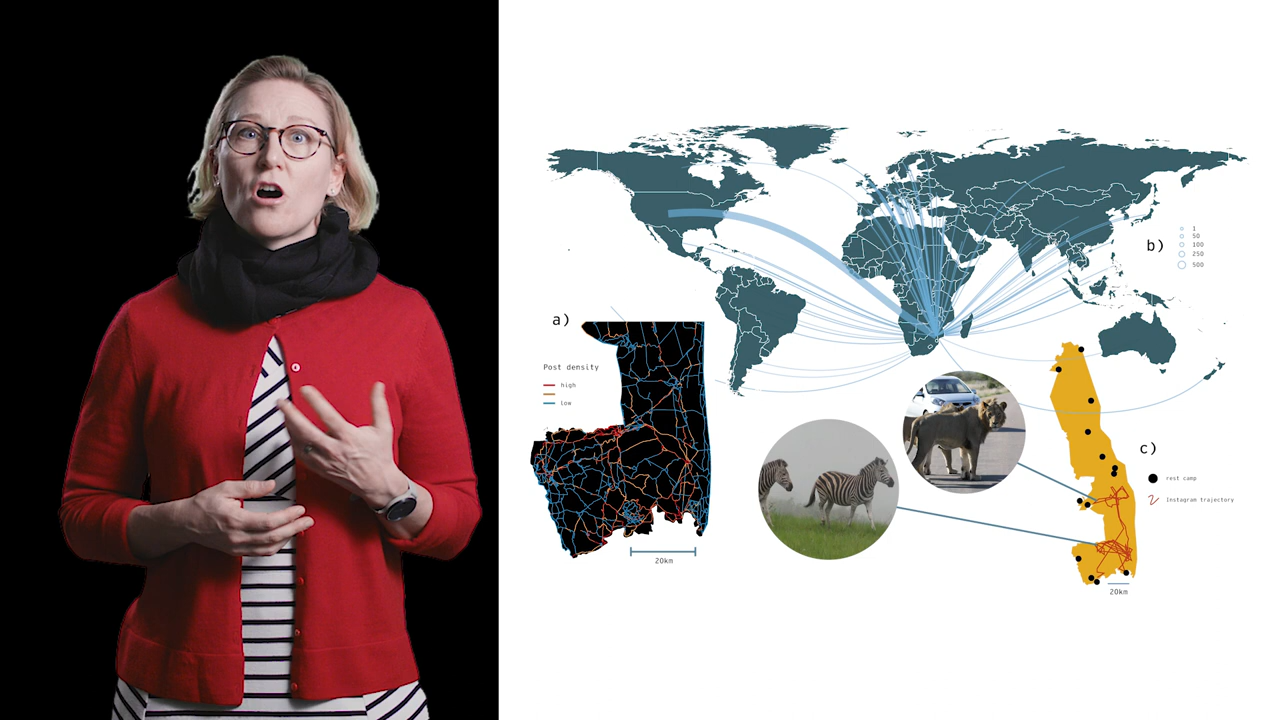 b)
1
50
100
250
500
a)
Post density
high
low
20km
c)
rest camp
Instagram trajectory
20km